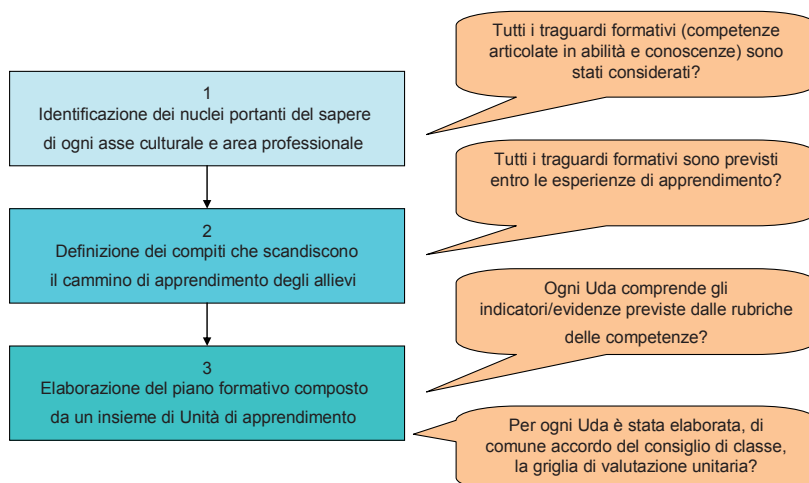 Tutti i traguardi formativi (competenze
articolate in abilità e conoscenze) sono
stati considerati?
1
Identificazione dei nuclei portanti del sapere
di ogni asse culturale e area professionale
Tutti i traguardi formativi sono previsti
entro le esperienze di apprendimento?
2
Definizione dei compiti che scandiscono
il cammino di apprendimento degli allievi
Ogni Uda comprende gli
indicatori/evidenze previste dalle rubriche
delle competenze?
3
Elaborazione del piano formativo composto
da un insieme di Unità di apprendimento
Per ogni Uda è stata elaborata, di
comune accordo del consiglio di classe,
la griglia di valutazione unitaria?